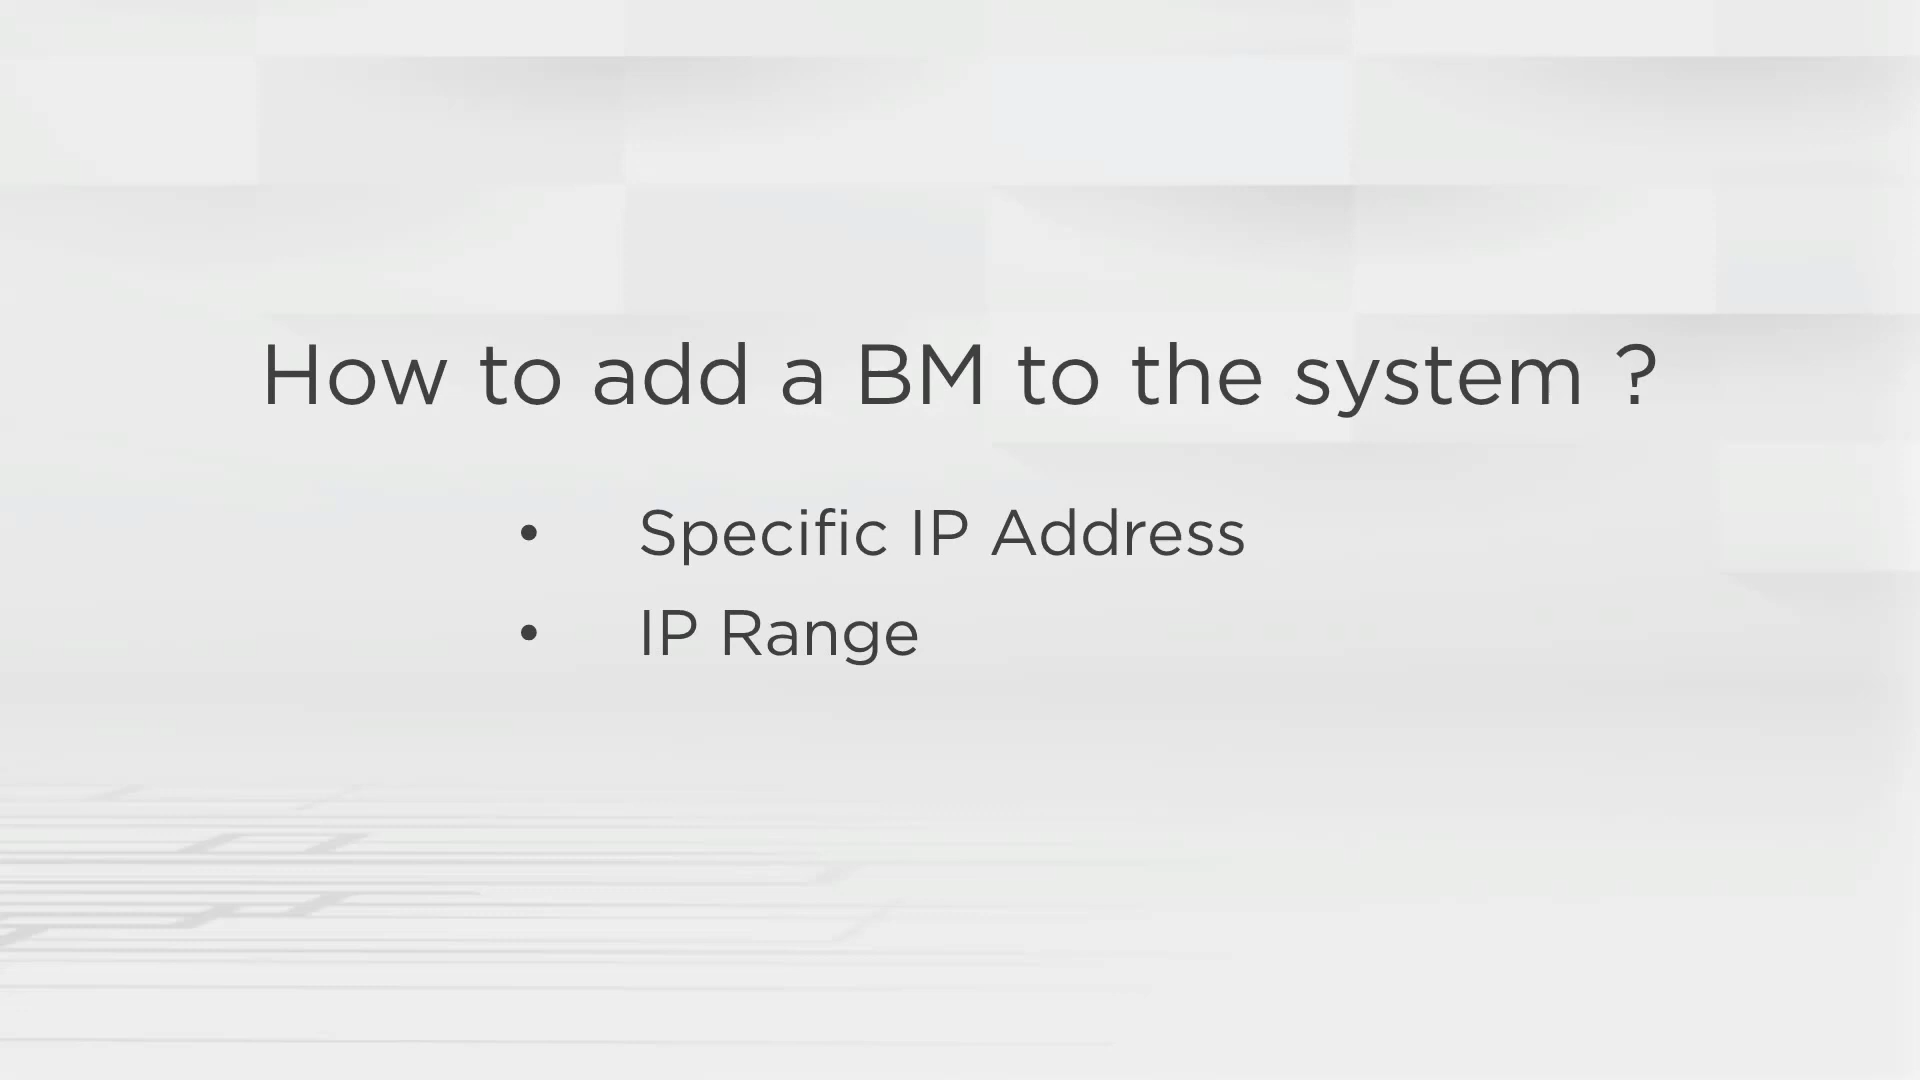 How to add a BM to the system ?
• Specific IP Address
• IP Range